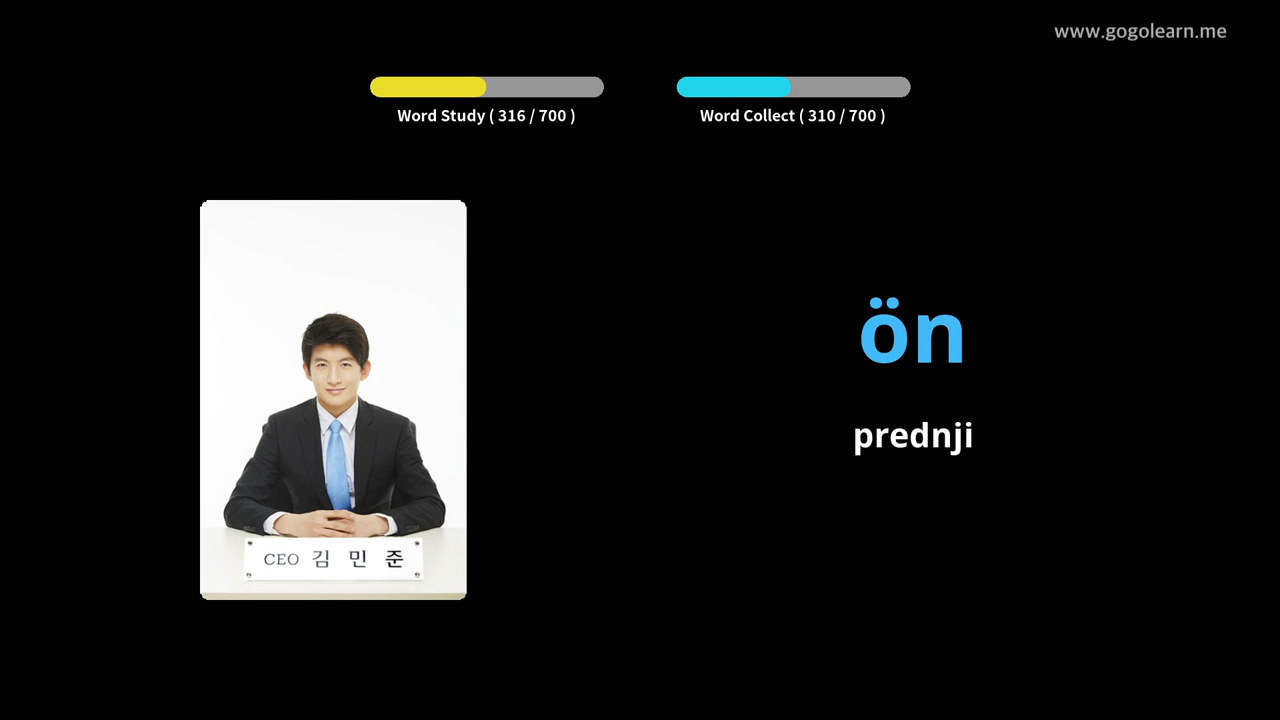 www.gogolearn.me
Word Study ( 316 / 700 )
Word Collect ( 310 / 700 )
ön
prednji
CEO 김 민 준